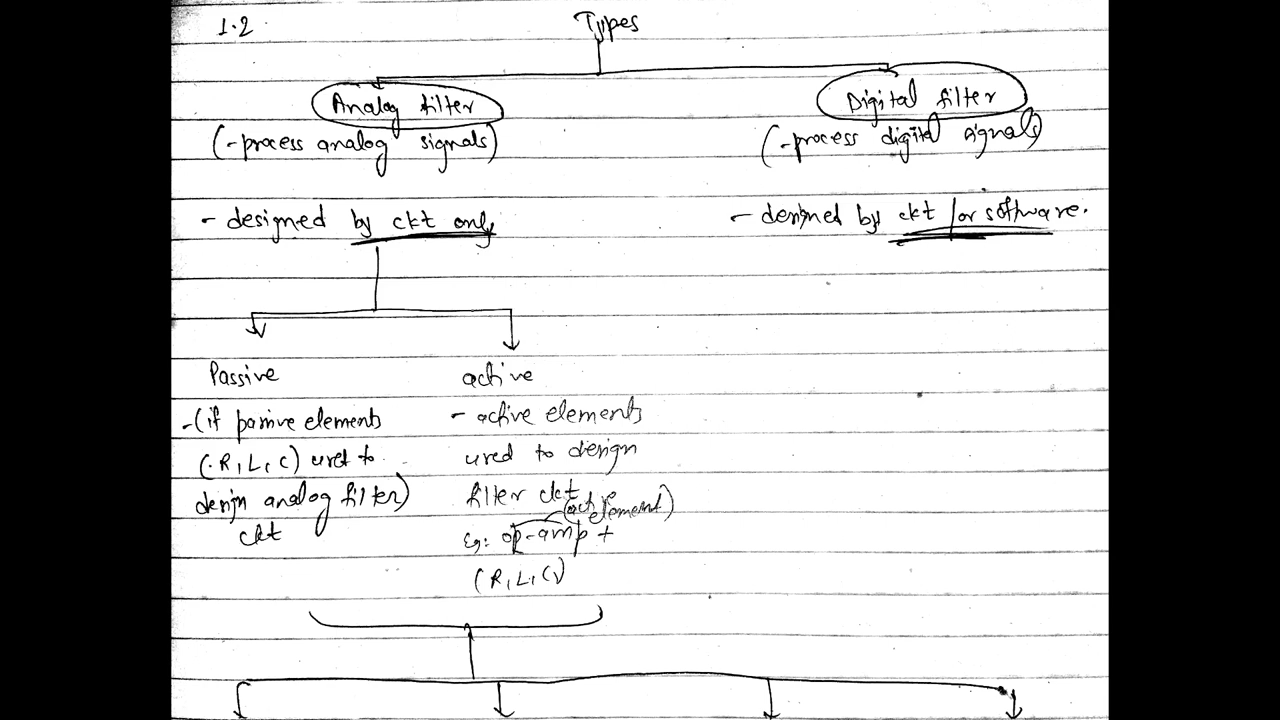 1.2 Types
Analog filter Digital filter
(-process analog signals) (-process digital signals)
- designed by ckt only - designed by ckt /or software.
Passive active
-(if passive elements - active elements
(R, L, C) used to used to design
design analog filter) filter ckt
(active element)
ckt Eg: op-amp +
(R, L, C)